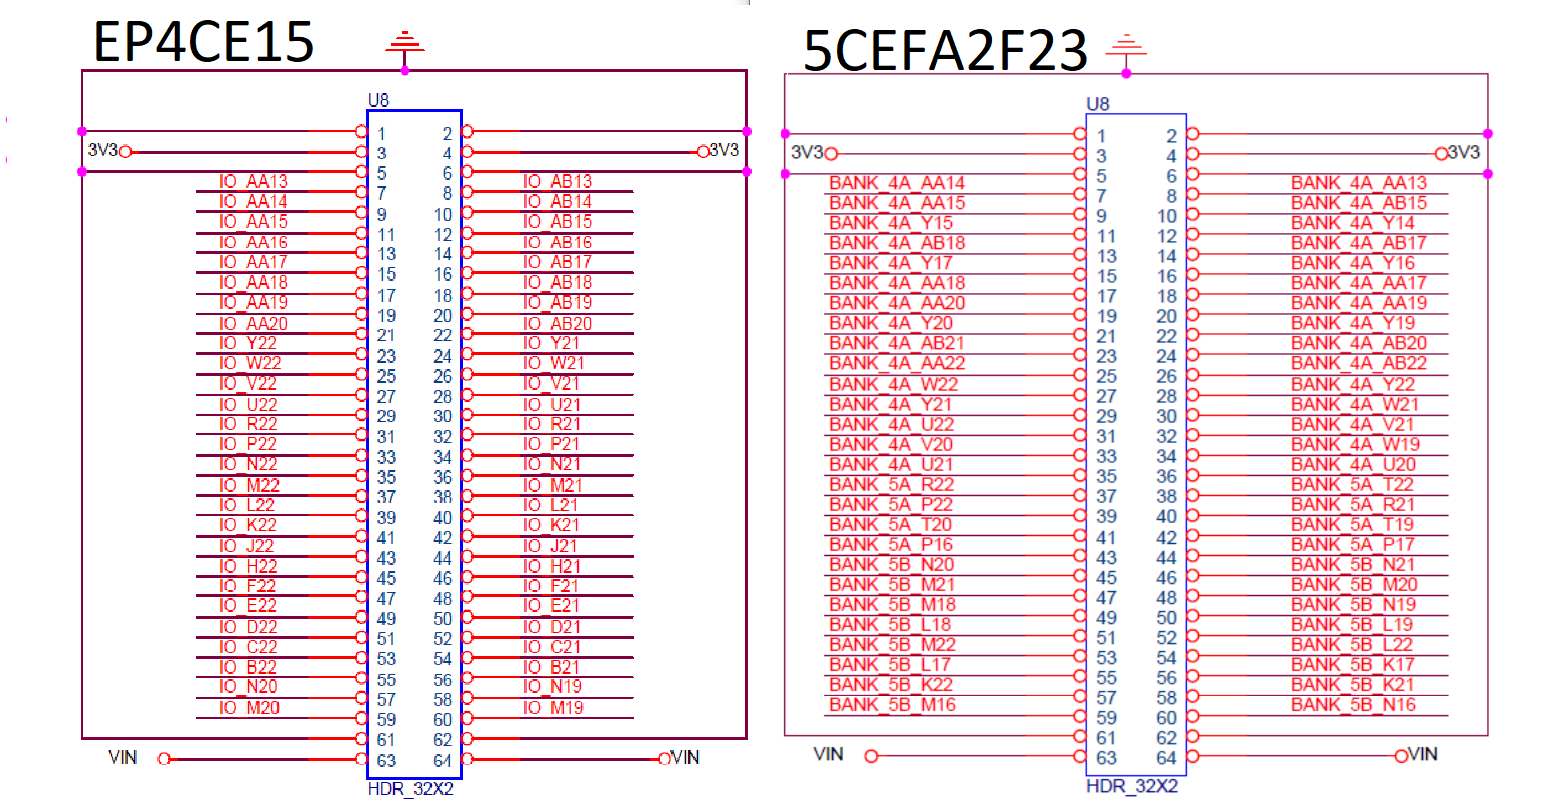 EP4CE15
U8
1 2
3V3 3 4 3V3
5 6
IO_AA13 7 8 IO_AB13
IO_AA14 9 10 IO_AB14
IO_AA15 11 12 IO_AB15
IO_AA16 13 14 IO_AB16
IO_AA17 15 16 IO_AB17
IO_AA18 17 18 IO_AB18
IO_AA19 19 20 IO_AB19
IO_AA20 21 22 IO_AB20
IO_Y22 23 24 IO_Y21
IO_W22 25 26 IO_W21
IO_V22 27 28 IO_V21
IO_U22 29 30 IO_U21
IO_R22 31 32 IO_R21
IO_P22 33 34 IO_P21
IO_N22 35 36 IO_N21
IO_M22 37 38 IO_M21
IO_L22 39 40 IO_L21
IO_K22 41 42 IO_K21
IO_J22 43 44 IO_J21
IO_H22 45 46 IO_H21
IO_F22 47 48 IO_F21
IO_E22 49 50 IO_E21
IO_D22 51 52 IO_D21
IO_C22 53 54 IO_C21
IO_B22 55 56 IO_B21
IO_N20 57 58 IO_N19
IO_M20 59 60 IO_M19
61 62
VIN 63 64 VIN
HDR_32X2
5CEFA2F23
U8
1 2
3V3 3 4 3V3
5 6
BANK_4A_AA14 7 8 BANK_4A_AA13
BANK_4A_AA15 9 10 BANK_4A_AB15
BANK_4A_Y15 11 12 BANK_4A_Y14
BANK_4A_AB18 13 14 BANK_4A_AB17
BANK_4A_Y17 15 16 BANK_4A_Y16
BANK_4A_AA18 17 18 BANK_4A_AA17
BANK_4A_AA20 19 20 BANK_4A_AA19
BANK_4A_Y20 21 22 BANK_4A_Y19
BANK_4A_AB21 23 24 BANK_4A_AB20
BANK_4A_AA22 25 26 BANK_4A_AB22
BANK_4A_W22 27 28 BANK_4A_Y22
BANK_4A_Y21 29 30 BANK_4A_W21
BANK_4A_U22 31 32 BANK_4A_V21
BANK_4A_V20 33 34 BANK_4A_W19
BANK_4A_U21 35 36 BANK_4A_U20
BANK_5A_R22 37 38 BANK_5A_T22
BANK_5A_P22 39 40 BANK_5A_R21
BANK_5A_T20 41 42 BANK_5A_T19
BANK_5A_P16 43 44 BANK_5A_P17
BANK_5B_N20 45 46 BANK_5B_N21
BANK_5B_M21 47 48 BANK_5B_M20
BANK_5B_M18 49 50 BANK_5B_N19
BANK_5B_L18 51 52 BANK_5B_L19
BANK_5B_M22 53 54 BANK_5B_L22
BANK_5B_L17 55 56 BANK_5B_K17
BANK_5B_K22 57 58 BANK_5B_K21
BANK_5B_M16 59 60 BANK_5B_N16
61 62
VIN 63 64 VIN
HDR_32X2